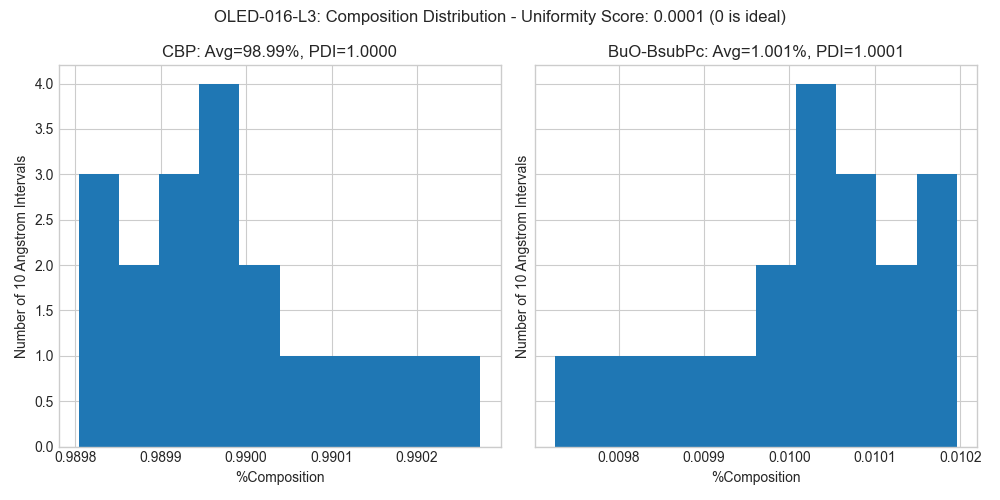 OLED-016-L3: Composition Distribution - Uniformity Score: 0.0001 (0 is ideal)
CBP: Avg=98.99%, PDI=1.0000
4.0
3.5
3.0
2.5
2.0
1.5
1.0
0.5
0.0
Number of 10 Angstrom Intervals
0.9898 0.9899 0.9900 0.9901 0.9902
%Composition
BuO-BsubPc: Avg=1.001%, PDI=1.0001
Number of 10 Angstrom Intervals
0.0098 0.0099 0.0100 0.0101 0.0102
%Composition